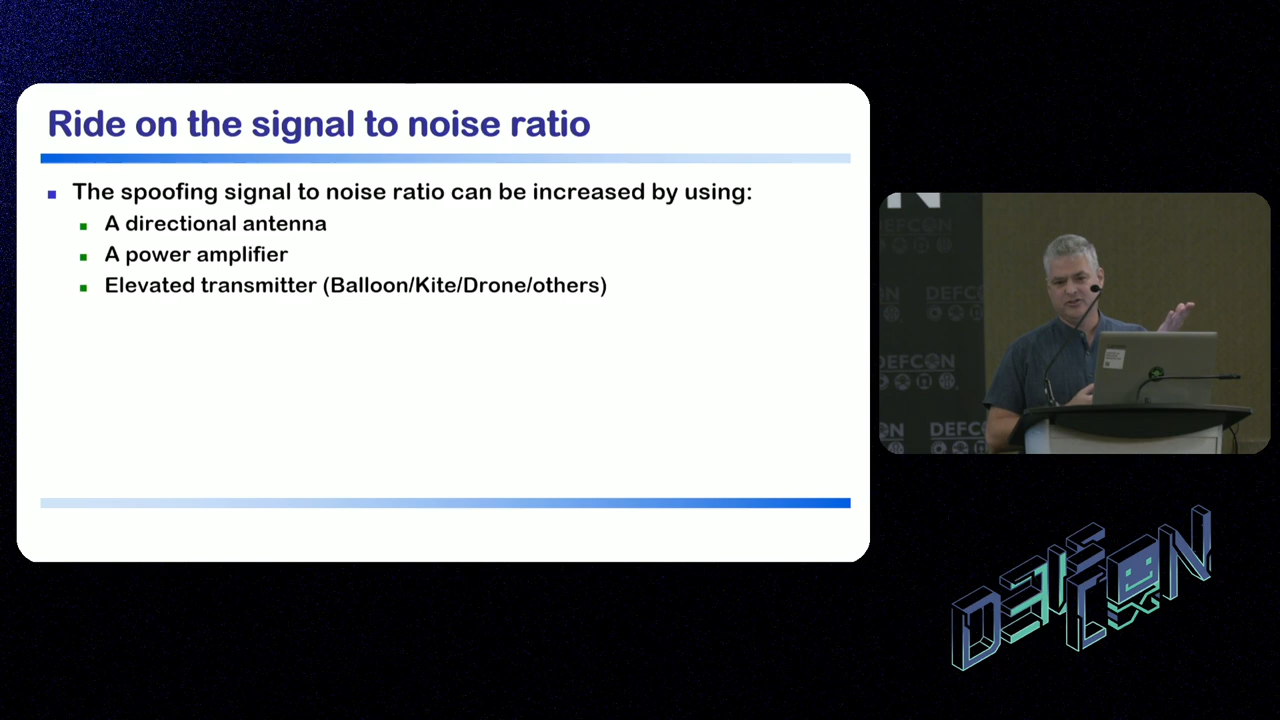 Ride on the signal to noise ratio
The spoofing signal to noise ratio can be increased by using:
A directional antenna
A power amplifier
Elevated transmitter (Balloon/Kite/Drone/others)
N
DEFCON
DEFCON
DEFCON
DEFCON